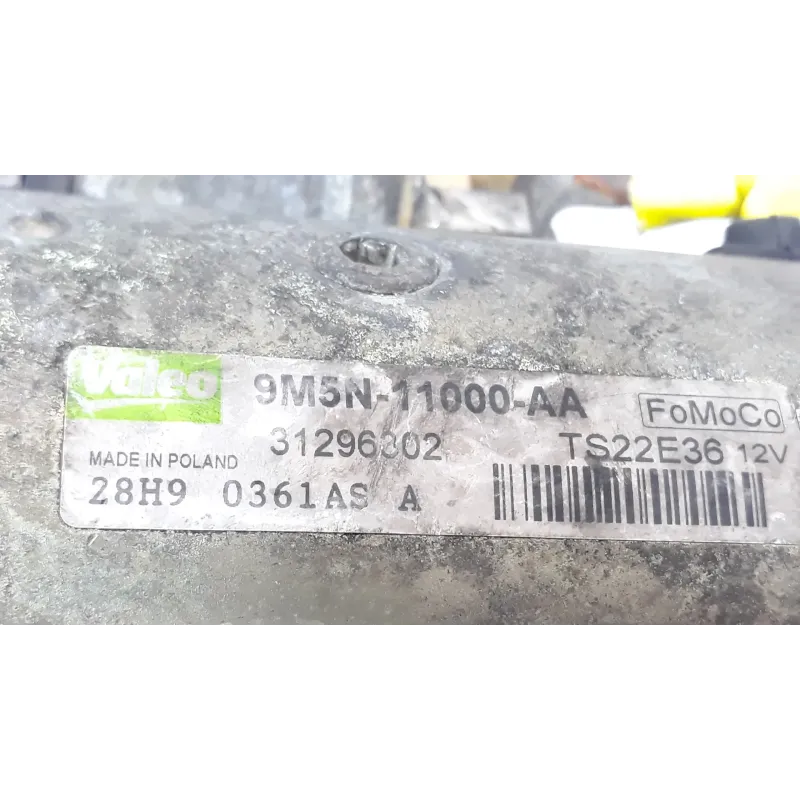 Valeo
9M5N-11000-AA FoMoCo
31296302 TS22E36 12V
MADE IN POLAND
28H9 0361AS A